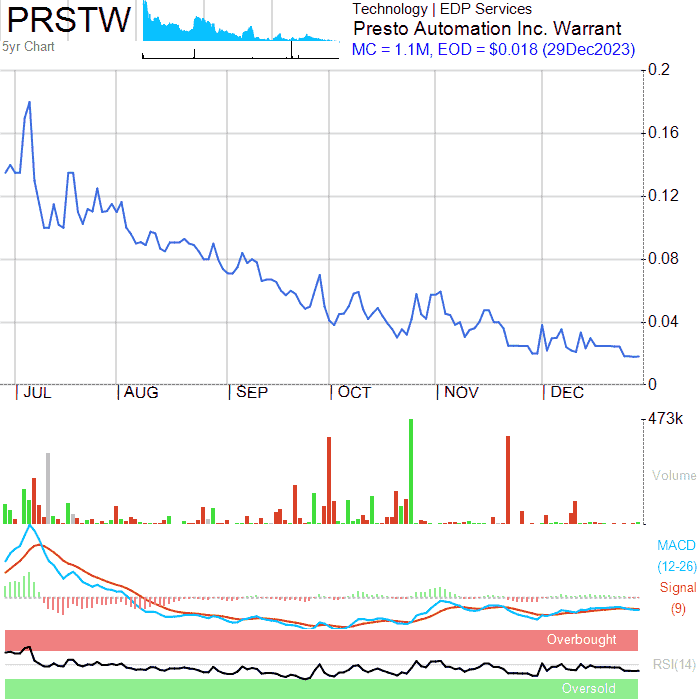 PRSTW
5yr Chart
Technology | EDP Services
Presto Automation Inc. Warrant
MC = 1.1M, EOD = $0.018 (29Dec2023)
0.2
0.16
0.12
0.08
0.04
0
JUL AUG SEP OCT NOV DEC
473k
Volume
MACD
(12-26)
Signal
(9)
Overbought
RSI(14)
Oversold